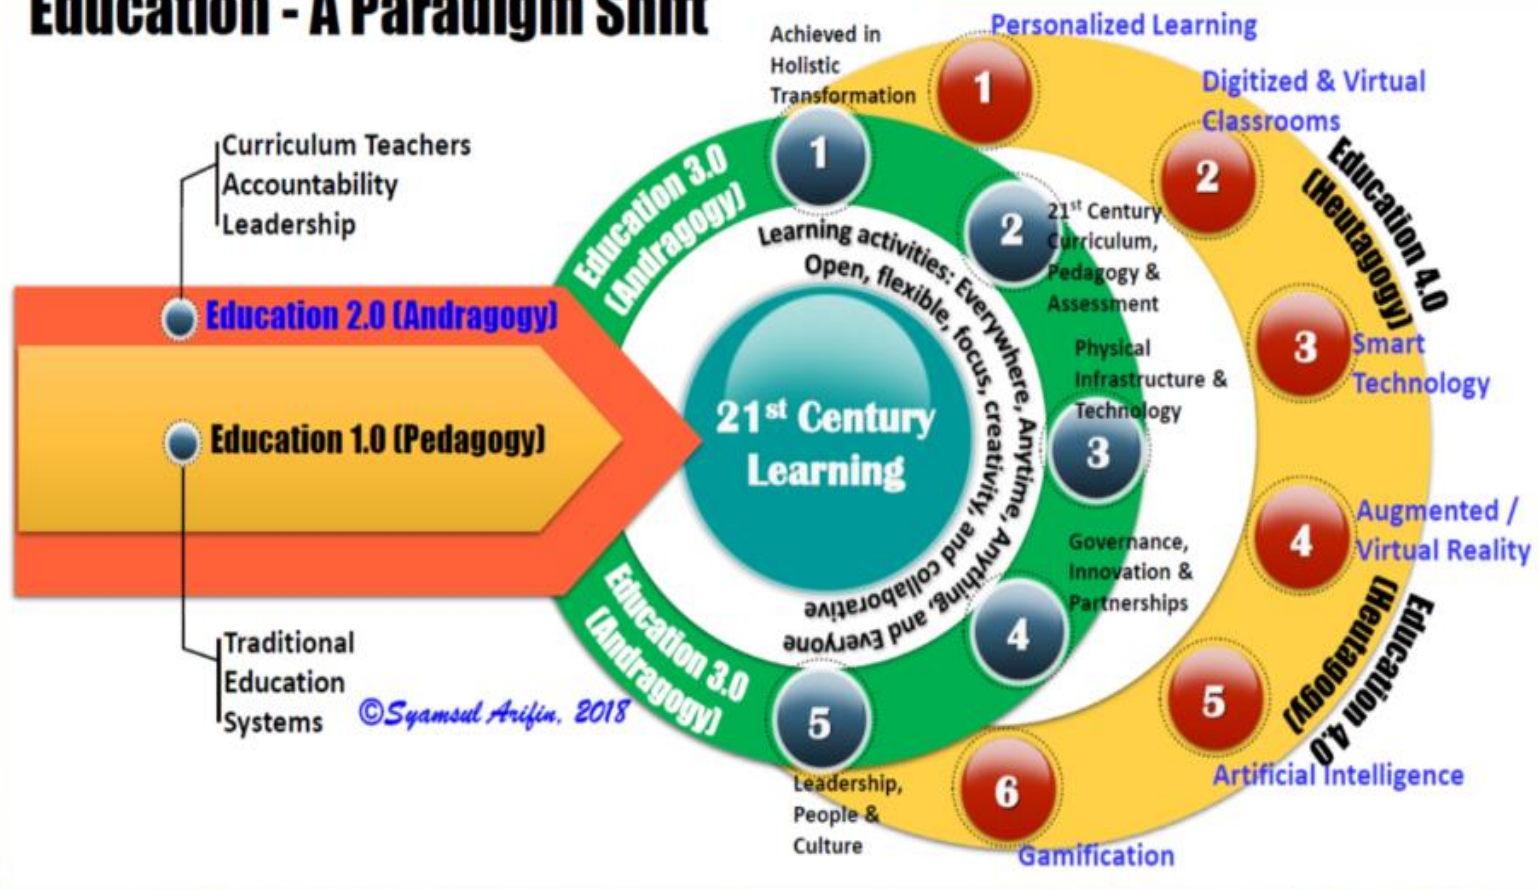 Education - A Paradigm Shift
Curriculum Teachers
Accountability
Leadership
Education 2.0 (Andragogy)
Education 1.0 (Pedagogy)
Traditional
Education
Systems
©Syamsul Arifin, 2018
Education 3.0
(Andragogy)
Education 3.0
(Andragogy)
21st Century
Learning
Learning activities: Everywhere, Anytime, Anything, and Everyone
Open, flexible, focus, creativity, and collaborative
1
Achieved in
Holistic
Transformation
2
21st Century
Curriculum,
Pedagogy &
Assessment
3
Physical
Infrastructure &
Technology
4
Governance,
Innovation &
Partnerships
5
Leadership,
People &
Culture
Education 4.0
(Heutagogy)
Education 4.0
(Heutagogy)
1
Personalized Learning
2
Digitized & Virtual
Classrooms
3
Smart
Technology
4
Augmented /
Virtual Reality
5
Artificial Intelligence
6
Gamification